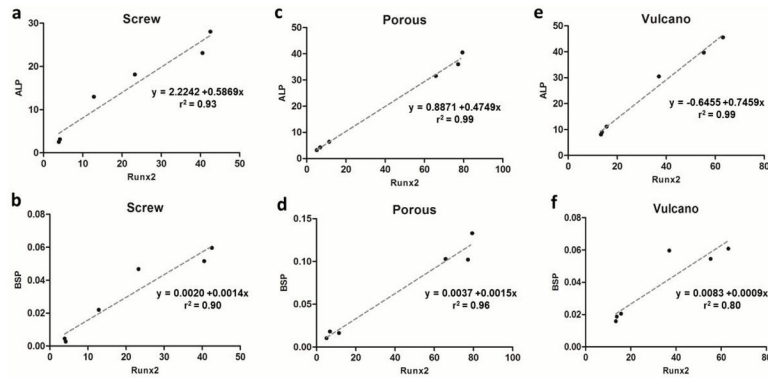 a
Screw
ALP
30
20
10
0
y = 2.2242 +0.5869x
r² = 0.93
0 10 20 30 40 50
Runx2
c
Porous
ALP
50
40
30
20
10
0
y = 0.8871 +0.4749x
r² = 0.99
0 20 40 60 80 100
Runx2
e
Vulcano
ALP
50
40
30
20
10
0
y = -0.6455 +0.7459x
r² = 0.99
0 20 40 60 80
Runx2
b
Screw
BSP
0.08
0.06
0.04
0.02
0.00
y = 0.0020 +0.0014x
r² = 0.90
0 10 20 30 40 50
Runx2
d
Porous
BSP
0.15
0.10
0.05
0.00
y = 0.0037 +0.0015x
r² = 0.96
0 20 40 60 80 100
Runx2
f
Vulcano
BSP
0.08
0.06
0.04
0.02
0.00
y = 0.0083 +0.0009x
r² = 0.80
0 20 40 60 80
Runx2